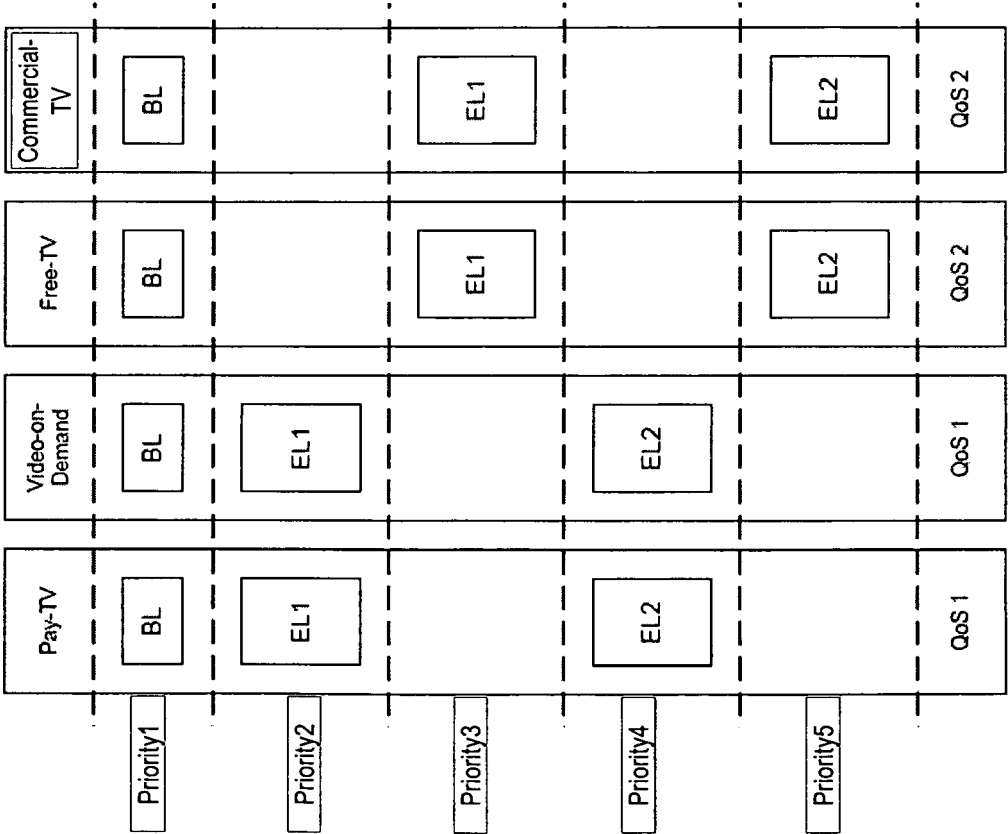 Priority1
Priority2
Priority3
Priority4
Priority5
Pay-TV
BL
EL1
EL2
QoS 1
Video-on-
Demand
BL
EL1
EL2
QoS 1
Free-TV
BL
EL1
EL2
QoS 2
Commercial-
TV
BL
EL1
EL2
QoS 2